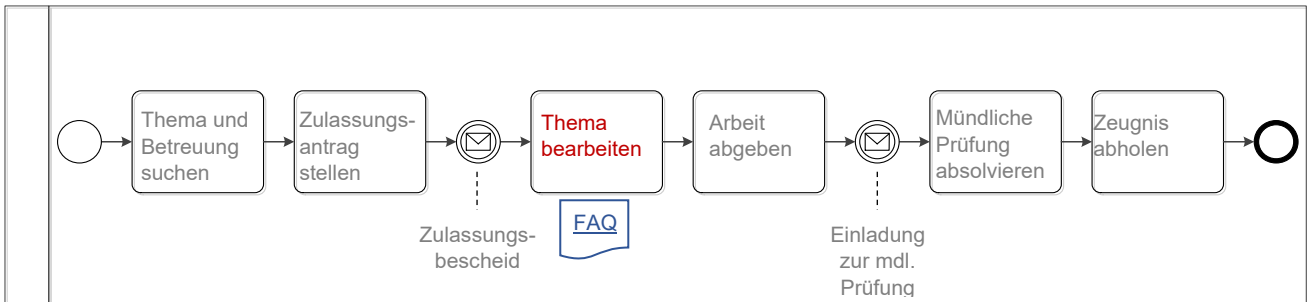 Thema und
Betreuung
suchen
Zulassungs-
antrag
stellen
Zulassungs-
bescheid
Thema
bearbeiten
FAQ
Arbeit
abgeben
Einladung
zur mdl.
Prüfung
Mündliche
Prüfung
absolvieren
Zeugnis
abholen